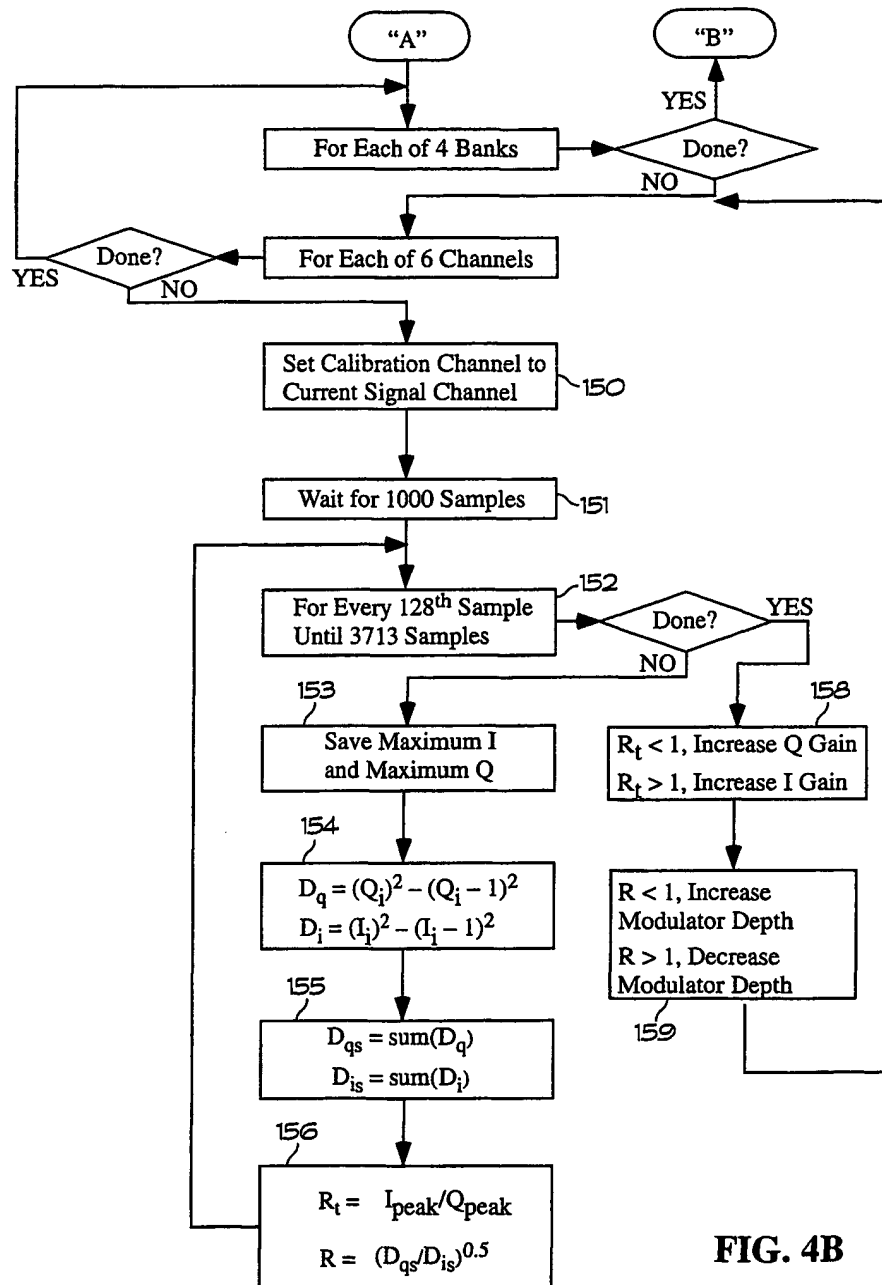 "A"
"B"
YES
For Each of 4 Banks
Done?
NO
For Each of 6 Channels
Done?
YES
NO
Set Calibration Channel to
Current Signal Channel
150
Wait for 1000 Samples
151
152
For Every 128th Sample
Until 3713 Samples
Done?
YES
NO
153
Save Maximum I
and Maximum Q
158
Rt < 1, Increase Q Gain
Rt > 1, Increase I Gain
154
Dq = (Qi)2 – (Qi – 1)2
Di = (Ii)2 – (Ii – 1)2
R < 1, Increase
Modulator Depth
R > 1, Decrease
Modulator Depth
159
155
Dqs = sum(Dq)
Dis = sum(Di)
156
Rt = Ipeak/Qpeak
R = (Dqs/Dis)0.5
FIG. 4B